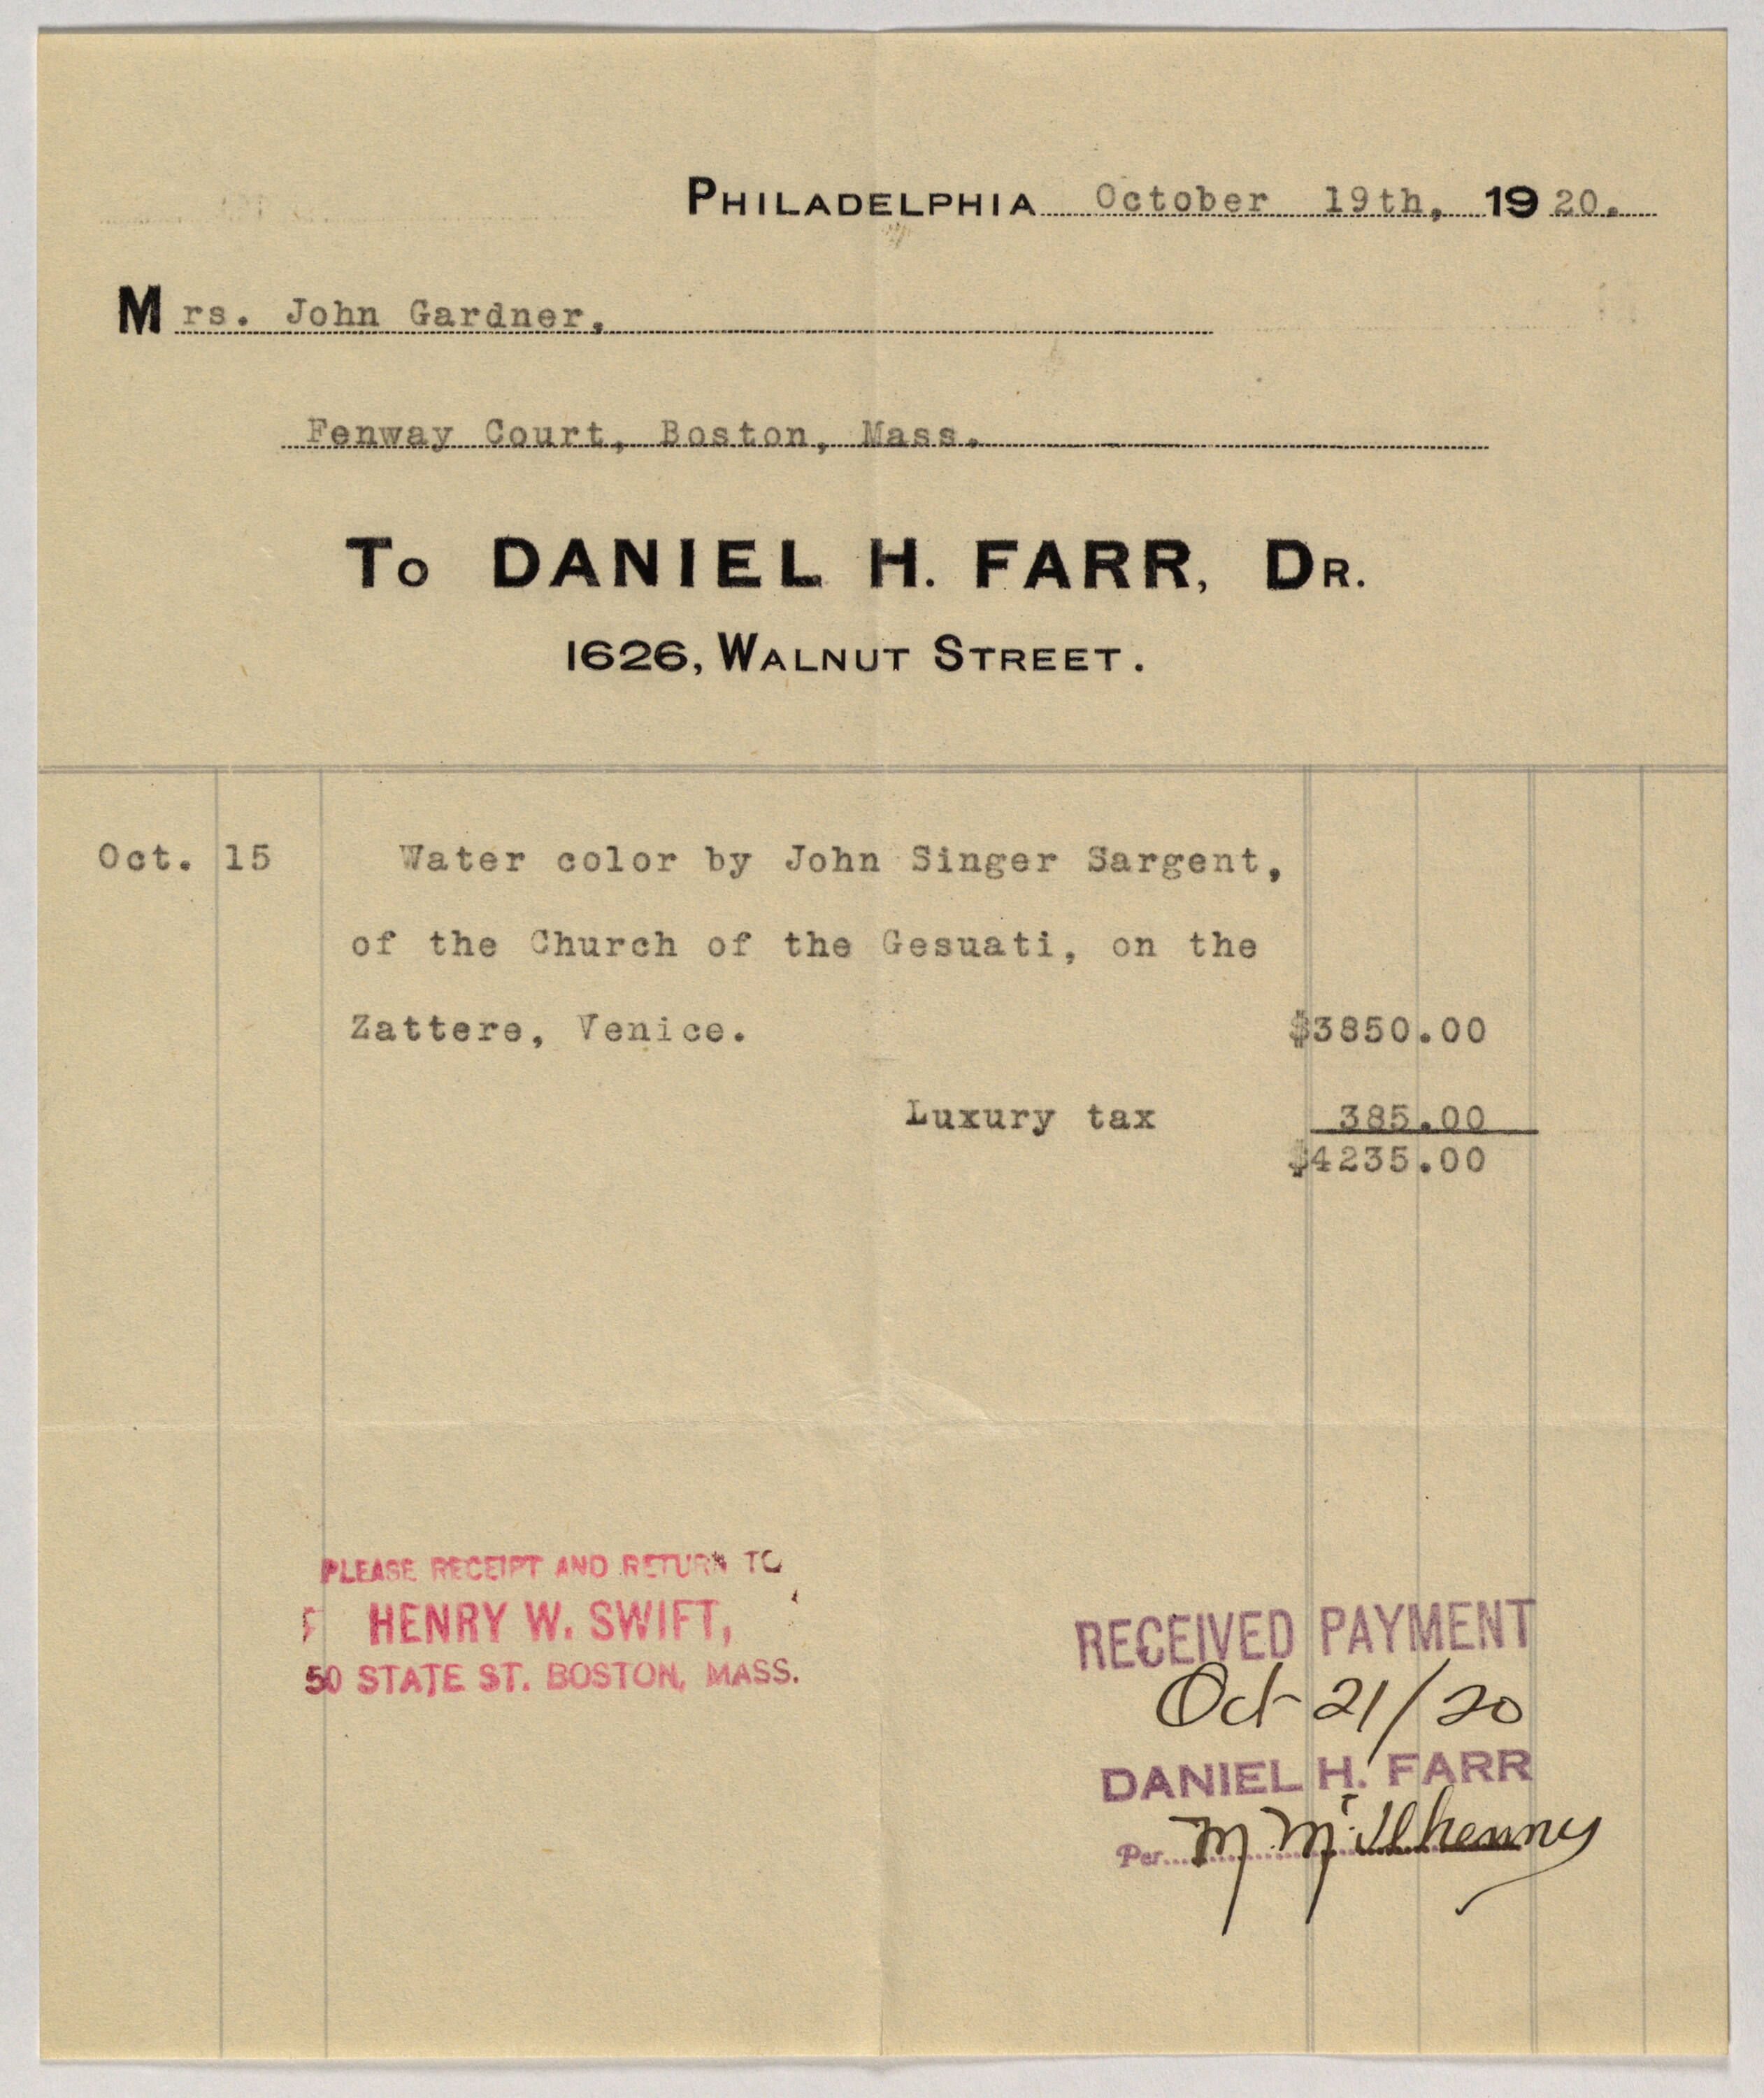 PHILADELPHIA October 19th, 1920.
Mrs. John Gardner,
Fenway Court, Boston, Mass.
To DANIEL H. FARR, DR.
1626, WALNUT STREET.
Oct. 15 Water color by John Singer Sargent,
of the Church of the Gesuati, on the
Zattere, Venice. $3850.00
Luxury tax 385.00
$4235.00
PLEASE RECEIPT AND RETURN TO
HENRY W. SWIFT,
50 STATE ST. BOSTON, MASS.
RECEIVED PAYMENT
Oct 21/20
DANIEL H. FARR
Per M McIlhenny